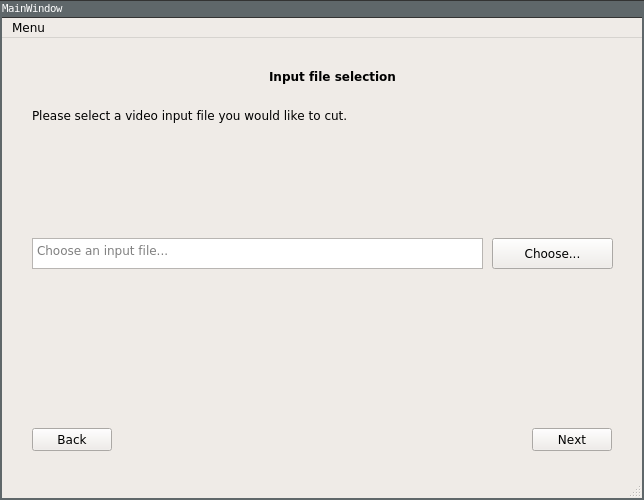 MainWindow
Menu
Input file selection
Please select a video input file you would like to cut.
Choose an input file...
Choose...
Back
Next